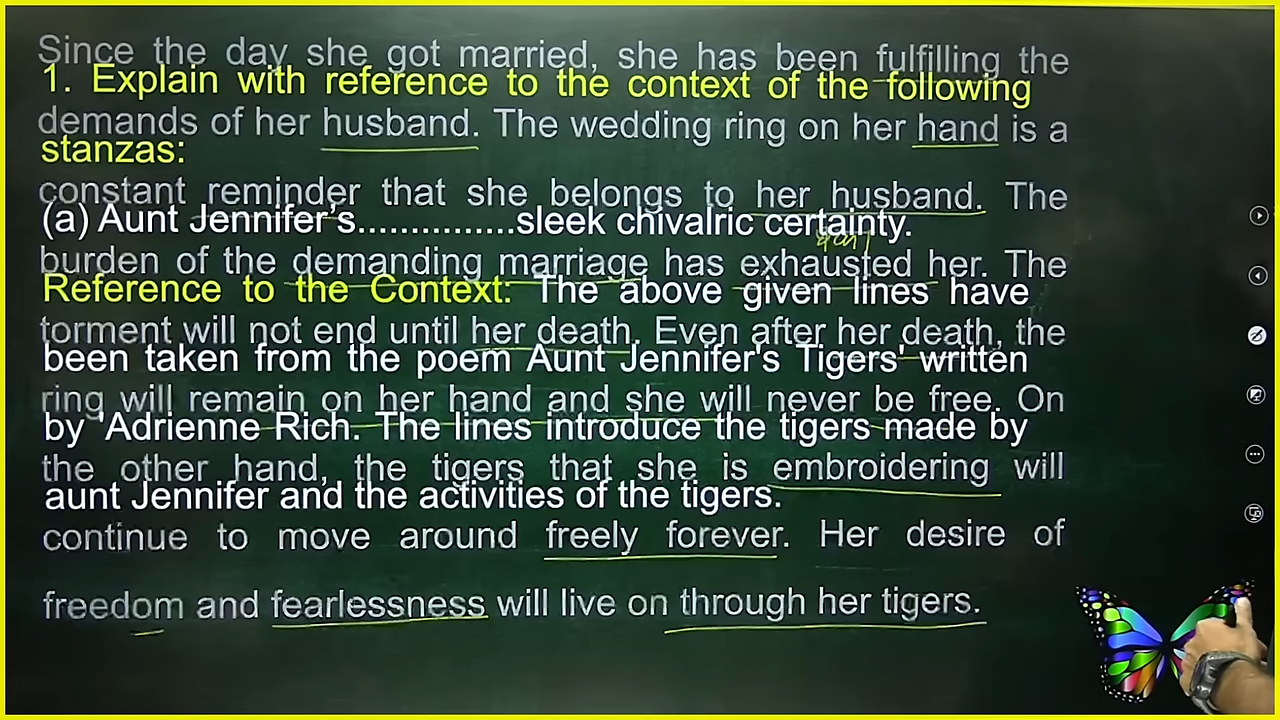 Since the day she got married, she has been fulfilling the
1. Explain with reference to the context of the following
demands of her husband. The wedding ring on her hand is a
stanzas:
constant reminder that she belongs to her husband. The
(a) Aunt Jennifer's...............sleek chivalric certainty.
burden of the demanding marriage has exhausted her. The
Reference to the Context: The above given lines have
torment will not end until her death. Even after her death, the
been taken from the poem Aunt Jennifer's Tigers' written
ring will remain on her hand and she will never be free. On
by 'Adrienne Rich. The lines introduce the tigers made by
the other hand, the tigers that she is embroidering will
aunt Jennifer and the activities of the tigers.
continue to move around freely forever. Her desire of
freedom and fearlessness will live on through her tigers.